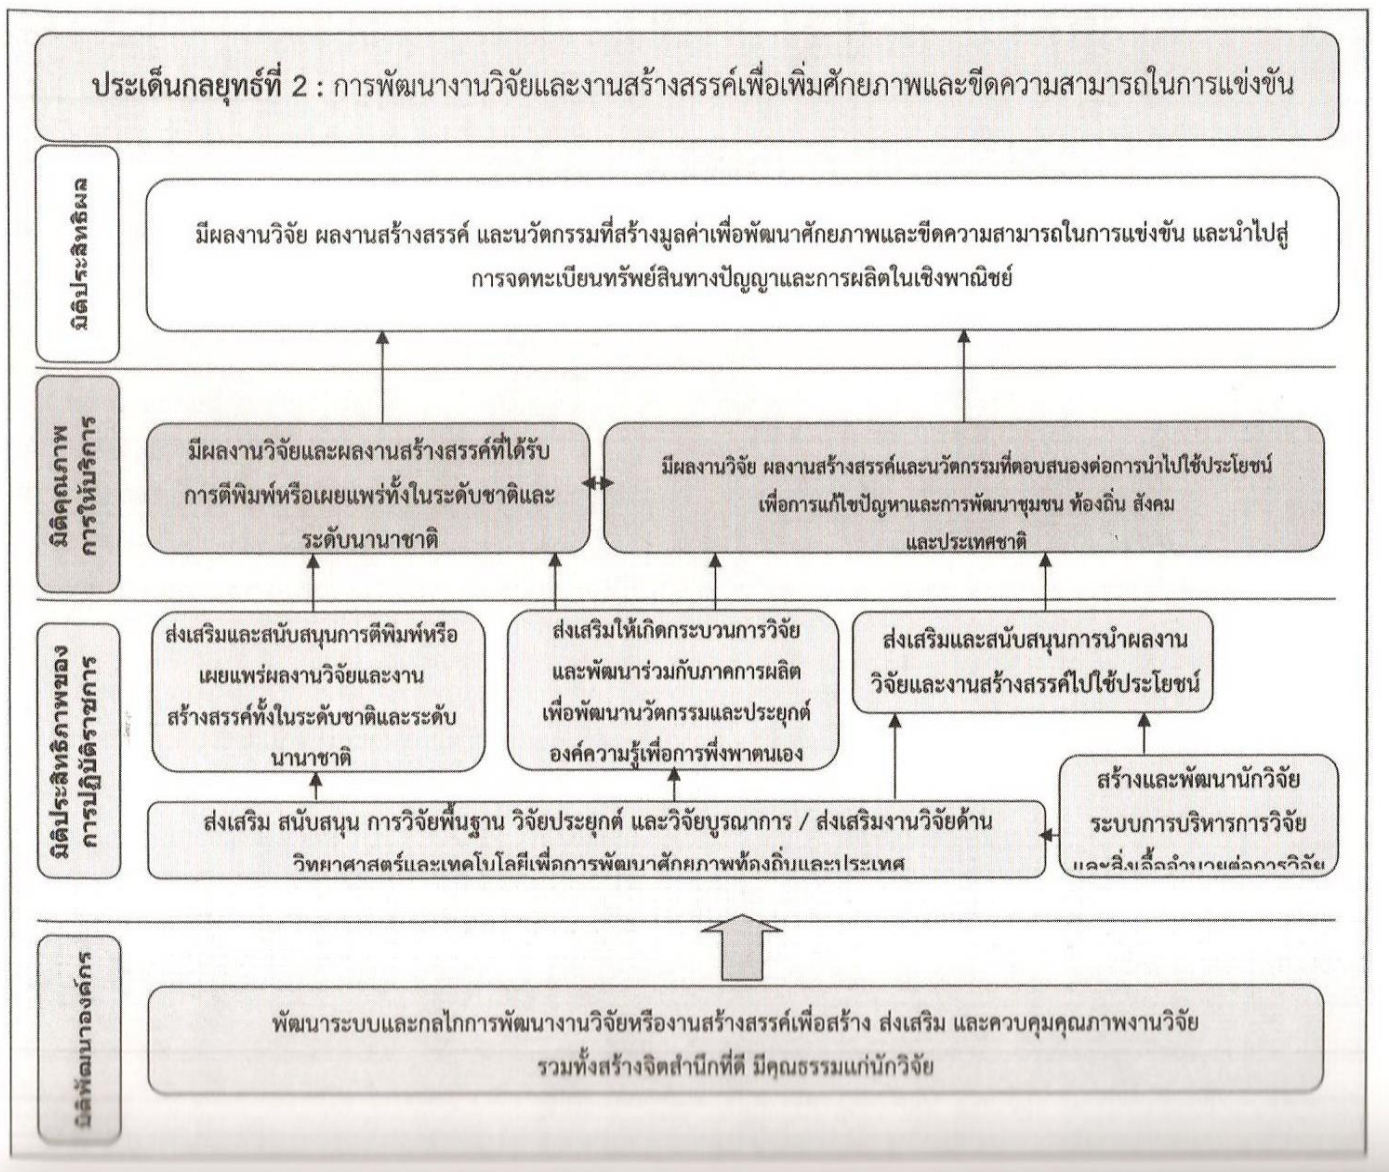 ประเด็นกลยุทธ์ที่ 2 : การพัฒนางานวิจัยและงานสร้างสรรค์เพื่อเพิ่มศักยภาพและขีดความสามารถในการแข่งขัน
มิติประสิทธิผล
มีผลงานวิจัย ผลงานสร้างสรรค์ และนวัตกรรมที่สร้างมูลค่าเพื่อพัฒนาศักยภาพและขีดความสามารถในการแข่งขัน และนำไปสู่
การจดทะเบียนทรัพย์สินทางปัญญาและการผลิตในเชิงพาณิชย์
มิติคุณภาพ
การให้บริการ
มีผลงานวิจัยและผลงานสร้างสรรค์ที่ได้รับ
การตีพิมพ์หรือเผยแพร่ทั้งในระดับชาติและ
ระดับนานาชาติ
มีผลงานวิจัย ผลงานสร้างสรรค์และนวัตกรรมที่ตอบสนองต่อการนำไปใช้ประโยชน์
เพื่อการแก้ไขปัญหาและการพัฒนาชุมชน ท้องถิ่น สังคม
และประเทศชาติ
มิติประสิทธิภาพของ
การปฏิบัติราชการ
ส่งเสริมและสนับสนุนการตีพิมพ์หรือ
เผยแพร่ผลงานวิจัยและงาน
สร้างสรรค์ทั้งในระดับชาติและระดับ
นานาชาติ
ส่งเสริมให้เกิดกระบวนการวิจัย
และพัฒนาร่วมกับภาคการผลิต
เพื่อพัฒนานวัตกรรมและประยุกต์
องค์ความรู้เพื่อการพึ่งพาตนเอง
ส่งเสริมและสนับสนุนการนำผลงาน
วิจัยและงานสร้างสรรค์ไปใช้ประโยชน์
สร้างและพัฒนานักวิจัย
ระบบการบริหารการวิจัย
และสิ่งเอื้ออำนวยต่อการวิจัย
ส่งเสริม สนับสนุน การวิจัยพื้นฐาน วิจัยประยุกต์ และวิจัยบูรณาการ / ส่งเสริมงานวิจัยด้าน
วิทยาศาสตร์และเทคโนโลยีเพื่อการพัฒนาศักยภาพท้องถิ่นและประเทศ
มิติพัฒนาองค์กร
พัฒนาระบบและกลไกการพัฒนางานวิจัยหรืองานสร้างสรรค์เพื่อสร้าง ส่งเสริม และควบคุมคุณภาพงานวิจัย
รวมทั้งสร้างจิตสำนึกที่ดี มีคุณธรรมแก่นักวิจัย